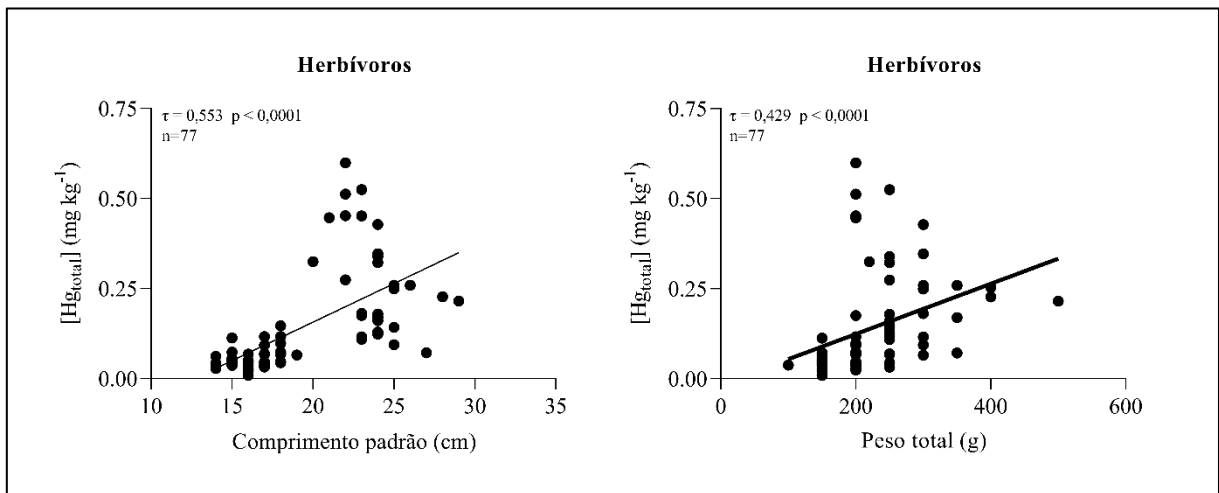 Herbívoros
τ = 0,553 p < 0,0001
n=77
0.75
0.50
0.25
0.00
[Hgtotal] (mg kg-1)
10 15 20 25 30 35
Comprimento padrão (cm)
Herbívoros
τ = 0,429 p < 0,0001
n=77
0.75
0.50
0.25
0.00
[Hgtotal] (mg kg-1)
0 200 400 600
Peso total (g)